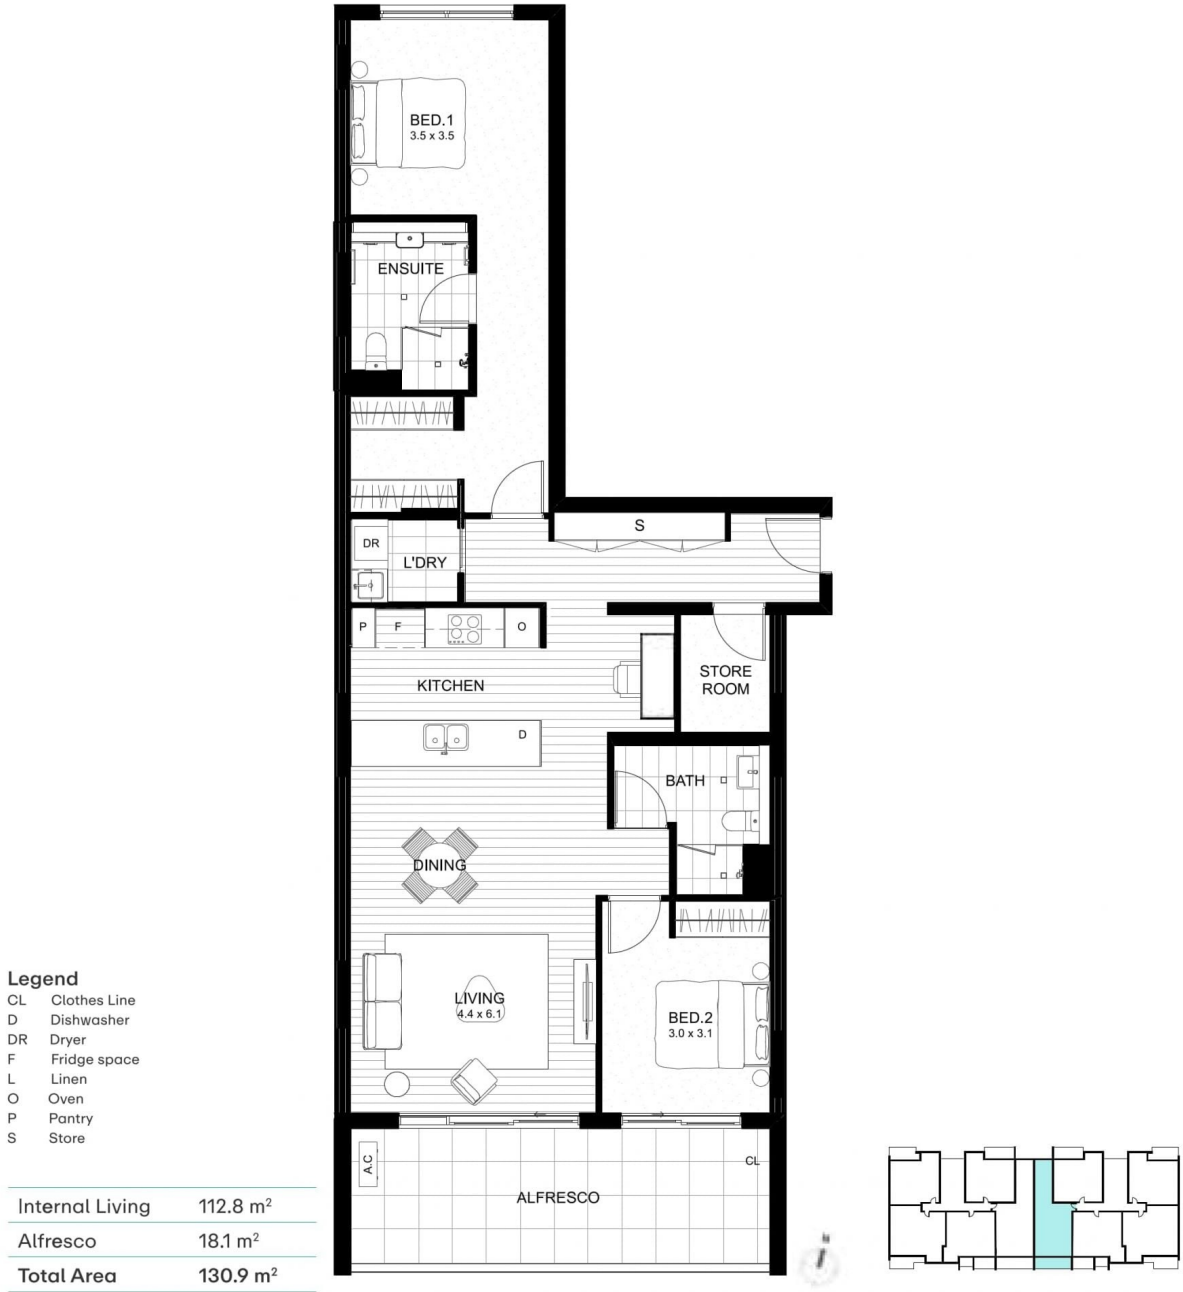 BED.1
3.5 x 3.5
ENSUITE
S
DR
L'DRY
P
F
O
KITCHEN
STORE
ROOM
D
BATH
DINING
LIVING
4.4 x 6.1
BED.2
3.0 x 3.1
A.C
CL
ALFRESCO
Legend
CL Clothes Line
D Dishwasher
DR Dryer
F Fridge space
L Linen
O Oven
P Pantry
S Store
Internal Living 112.8 m²
Alfresco 18.1 m²
Total Area 130.9 m²